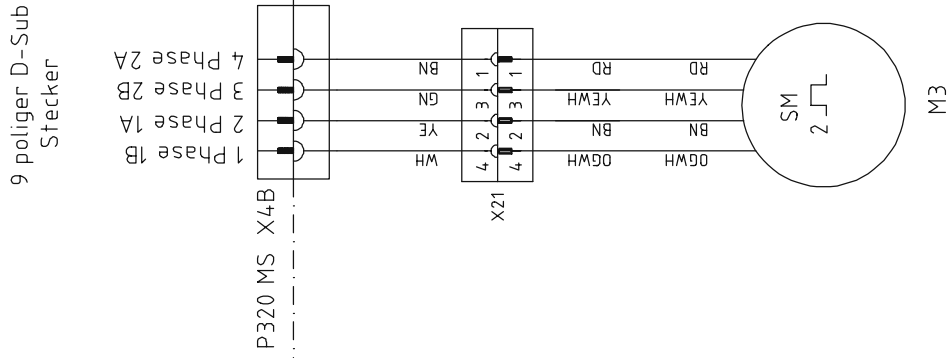 9 poliger D-Sub
Stecker
4 Phase 2A
3 Phase 2B
2 Phase 1A
1 Phase 1B
P320 MS X4B
BN
GN
YE
WH
1 1
3 3
2 2
4 4
X21
RD RD
YEWH YEWH
BN BN
OGWH OGWH
SM
2
M3